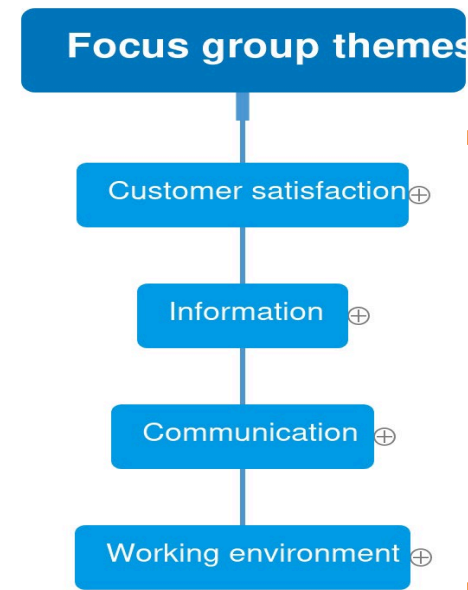 Focus group themes
Customer satisfaction
Information
Communication
Working environment